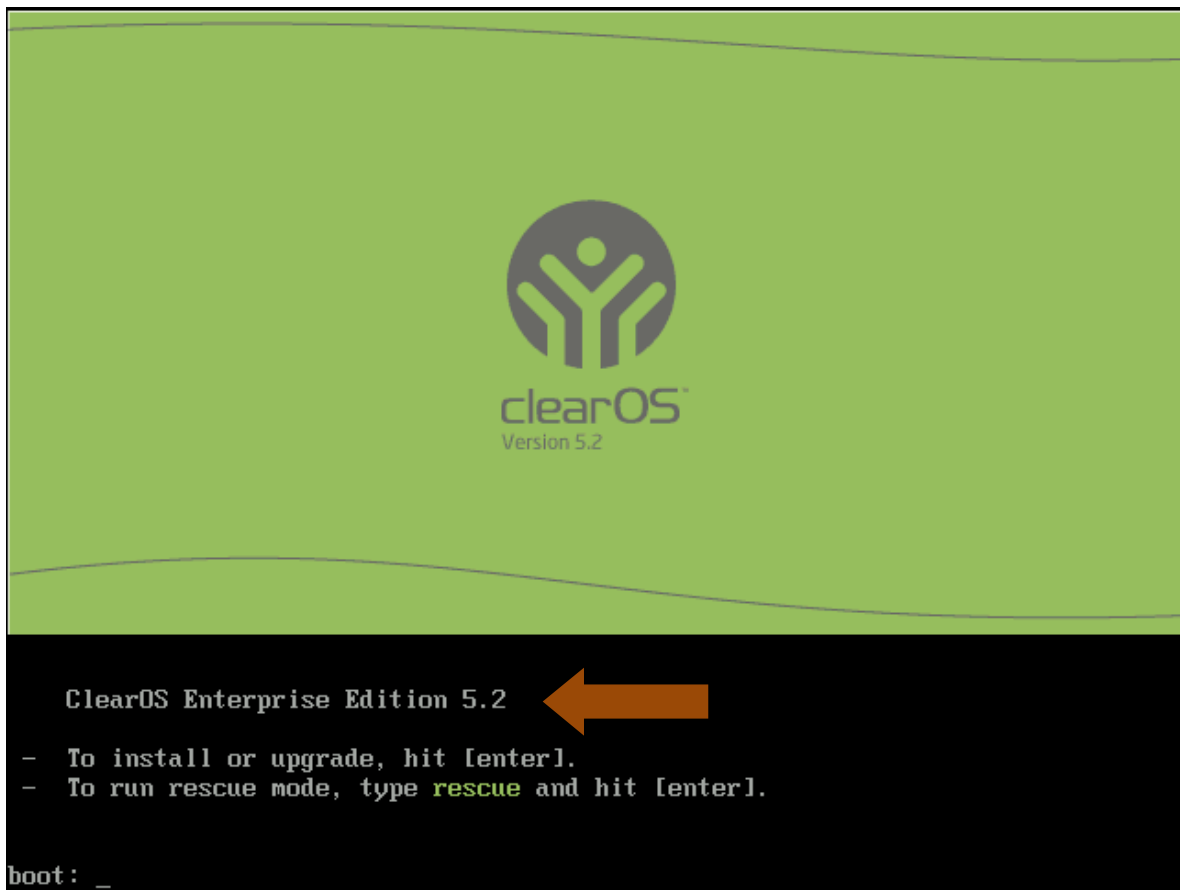 clearOS™
Version 5.2
ClearOS Enterprise Edition 5.2
- To install or upgrade, hit [enter].
- To run rescue mode, type rescue and hit [enter].
boot: _